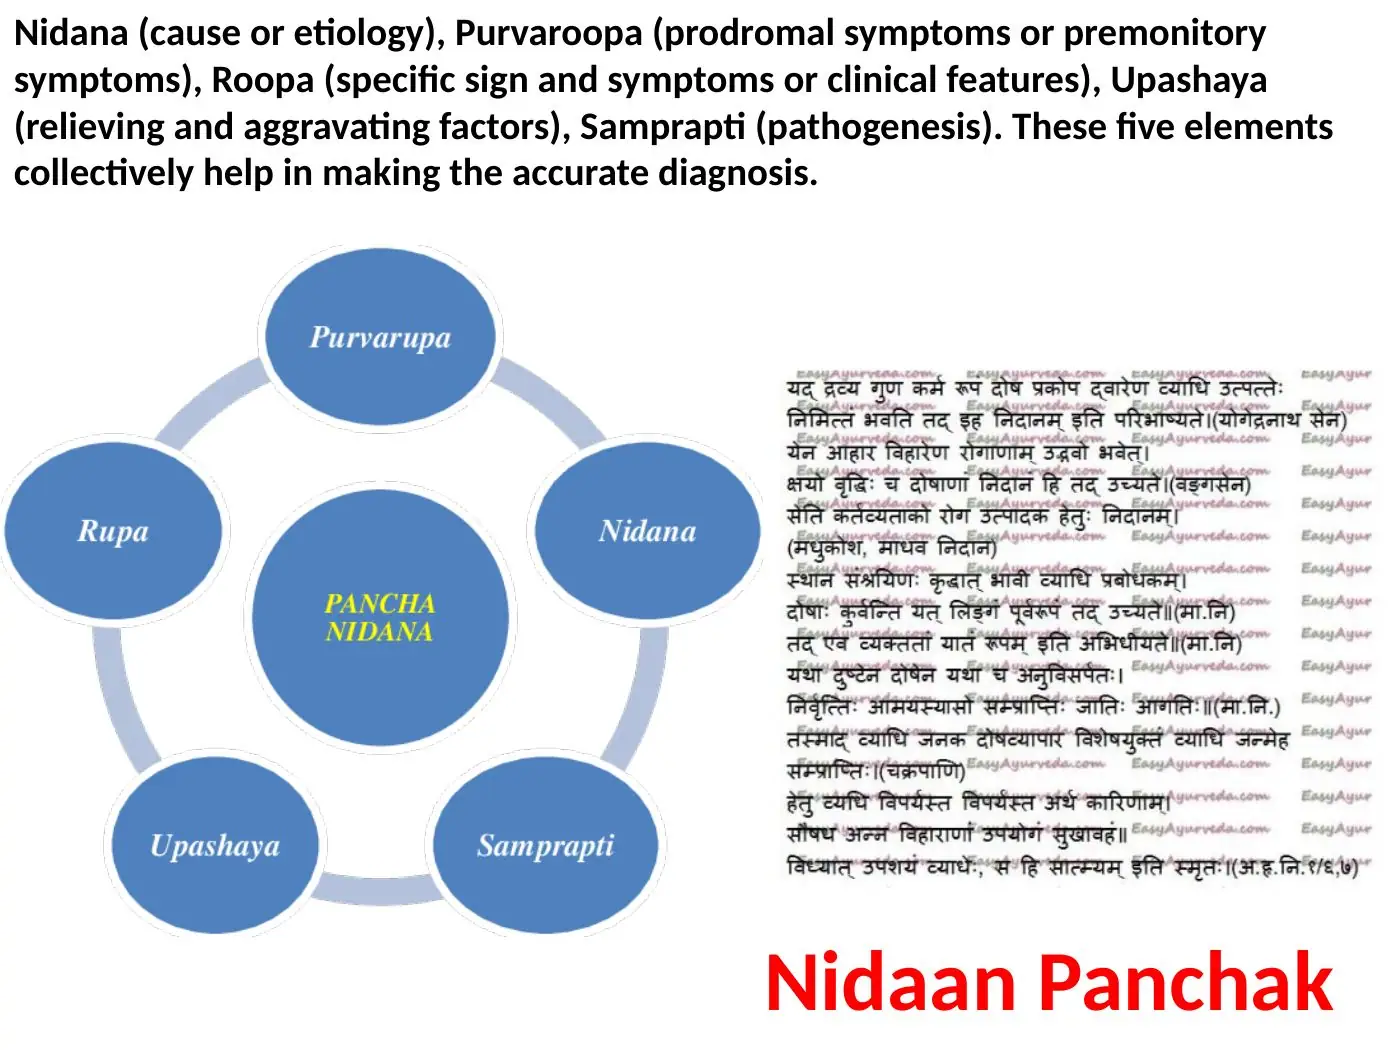 Nidana (cause or etiology), Purvaroopa (prodromal symptoms or premonitory
symptoms), Roopa (specific sign and symptoms or clinical features), Upashaya
(relieving and aggravating factors), Samprapti (pathogenesis). These five elements
collectively help in making the accurate diagnosis.
Purvarupa
Rupa
Nidana
PANCHA
NIDANA
Upashaya
Samprapti
यद् द्रव्य गुण कर्म रूपं दोष प्रकोप द्वारेण व्याधि उत्पत्तेः
निमित्तं भवति तद् इह निदानम् इति परिभाष्यते।(योगेंद्रनाथ सेन)
येन आहार विहारेण रोगाणाम् उद्भवो भवेत्।
क्षयो वृद्धिः च दोषाणां निदानं हि तद् उच्यते।(वङ्गसेन)
सेति कर्तव्यताको रोग उत्पादक हेतुः निदानम्।
(मधुकोश, माधव निदान)
स्थान संश्रयिणः कृद्धात् भावी व्याधि प्रबोधकम्।
दोषाः कुर्वन्ति यत् लिङ्गं पूर्वरूपं तद् उच्यते॥(मा.नि)
तद् एव व्यक्ततां यातं रूपम् इति अभिधीयते॥(मा.नि)
यथा दुष्टेन दोषेन यथा च अनुविसर्पतः।
निर्वृत्तिः आमयस्यासो सम्प्राप्तिः जातिः आगतिः॥(मा.नि.)
तस्माद् व्याधि जनक दोषव्यापार विशेषयुक्तं व्याधि जन्मेह
सम्प्राप्तिः।(चक्रपाणि)
हेतु व्यधि विपर्यस्त विपर्यस्त अर्थ कारिणाम्।
सौषध अन्न विहाराणां उपयोगं सुखावहं॥
विध्यात् उपशयं व्याधेः, स हि सात्म्यम् इति स्मृतः।(अ.हृ.नि.१/६,७)
EasyAyurveda.com
Nidaan Panchak